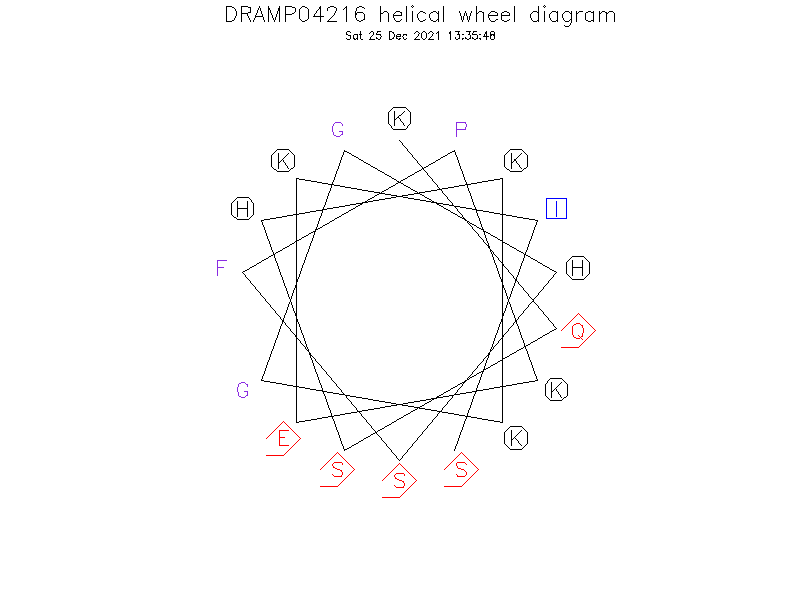 DRAMP04216 helical wheel diagram
Sat 25 Dec 2021 13:35:48
K
G P
K K
H I
F H
Q
G K
E K
S S S